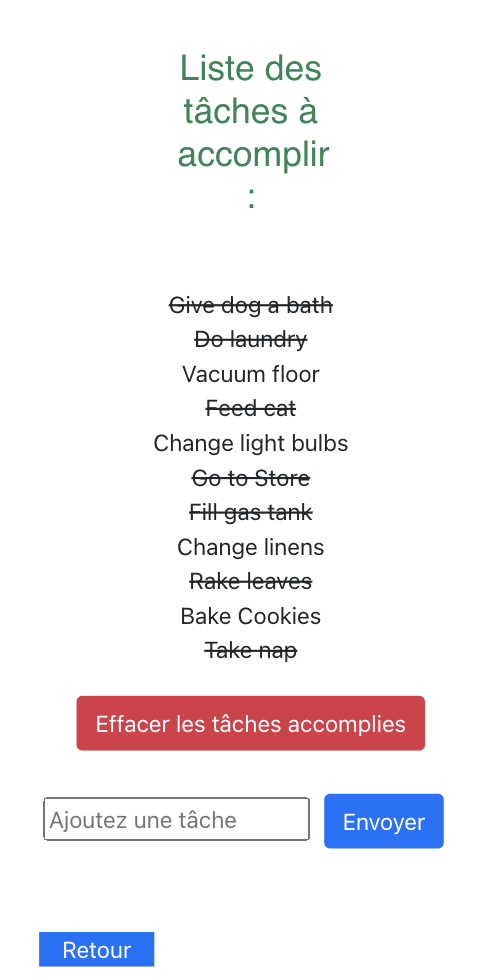 Liste des
tâches à
accomplir
:
Give dog a bath
Do laundry
Vacuum floor
Feed cat
Change light bulbs
Go to Store
Fill gas tank
Change linens
Rake leaves
Bake Cookies
Take nap
Effacer les tâches accomplies
Ajoutez une tâche
Envoyer
Retour